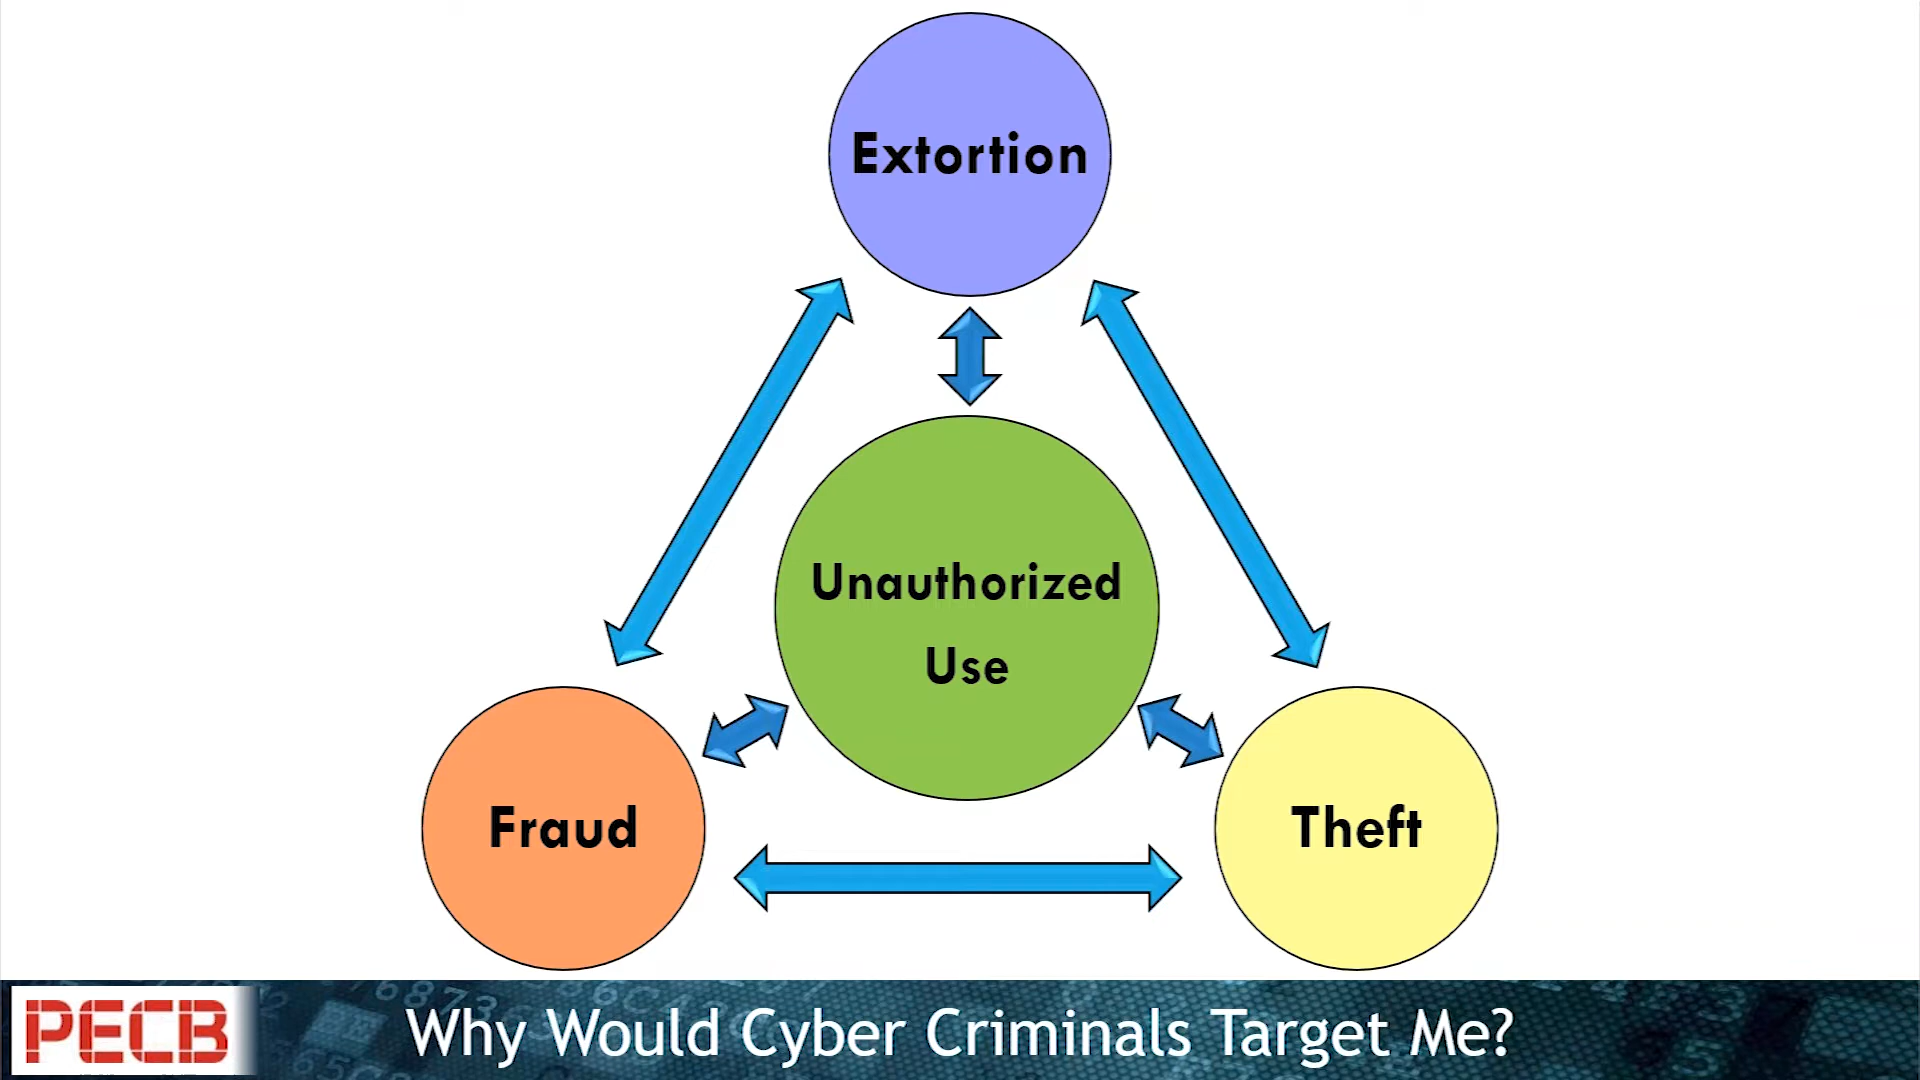 Extortion
Unauthorized
Use
Fraud
Theft
PECB
Why Would Cyber Criminals Target Me?